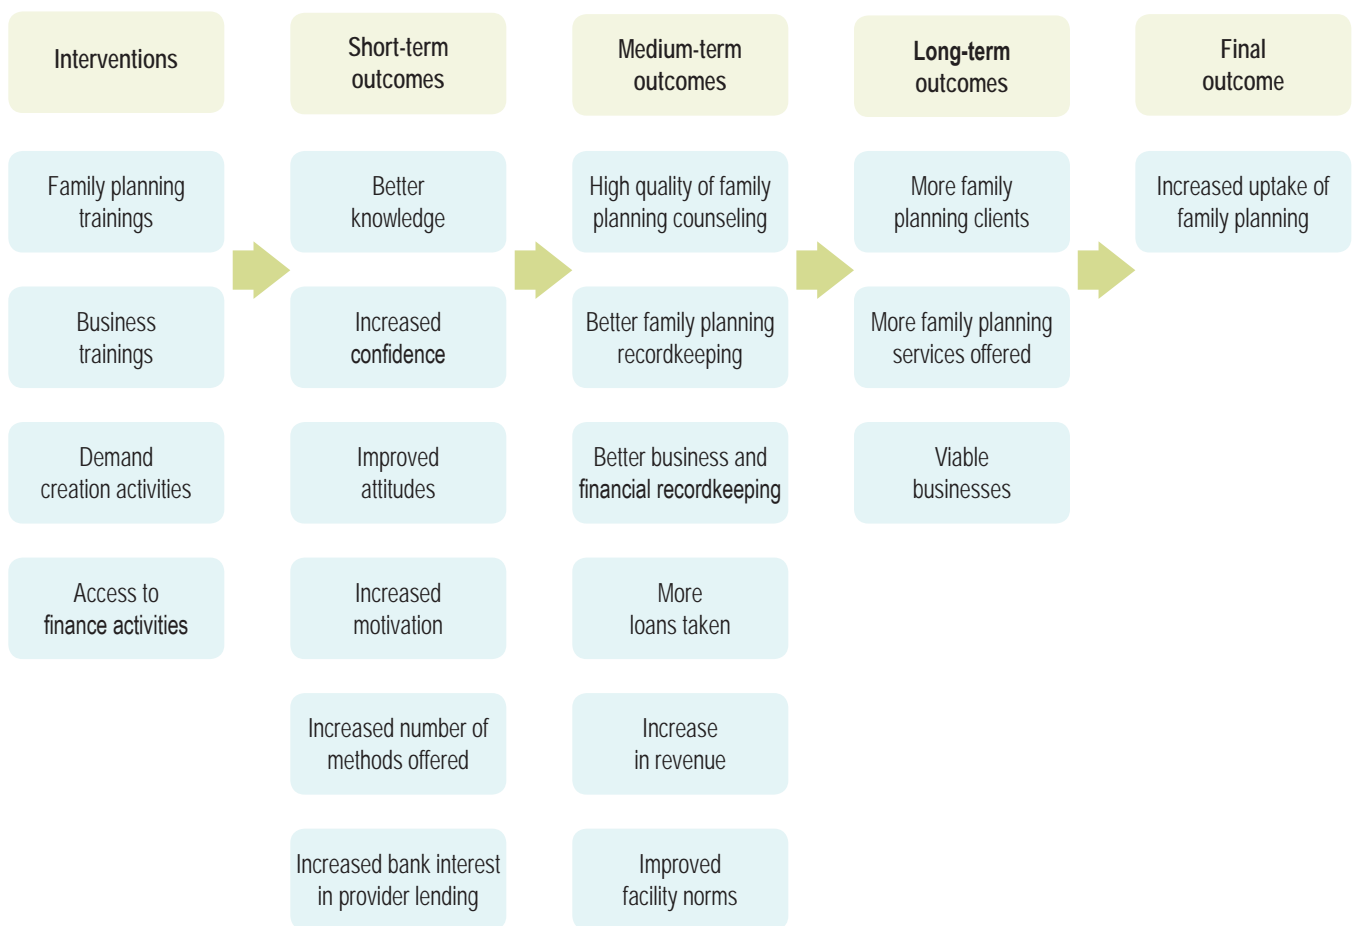 Interventions
Short-term
outcomes
Medium-term
outcomes
Long-term
outcomes
Final
outcome
Family planning
trainings
Better
knowledge
High quality of family
planning counseling
More family
planning clients
Increased uptake of
family planning
Business
trainings
Increased
confidence
Better family planning
recordkeeping
More family planning
services offered
Demand
creation activities
Improved
attitudes
Better business and
financial recordkeeping
Viable
businesses
Access to
finance activities
Increased
motivation
More
loans taken
Increased number of
methods offered
Increase
in revenue
Increased bank interest
in provider lending
Improved
facility norms